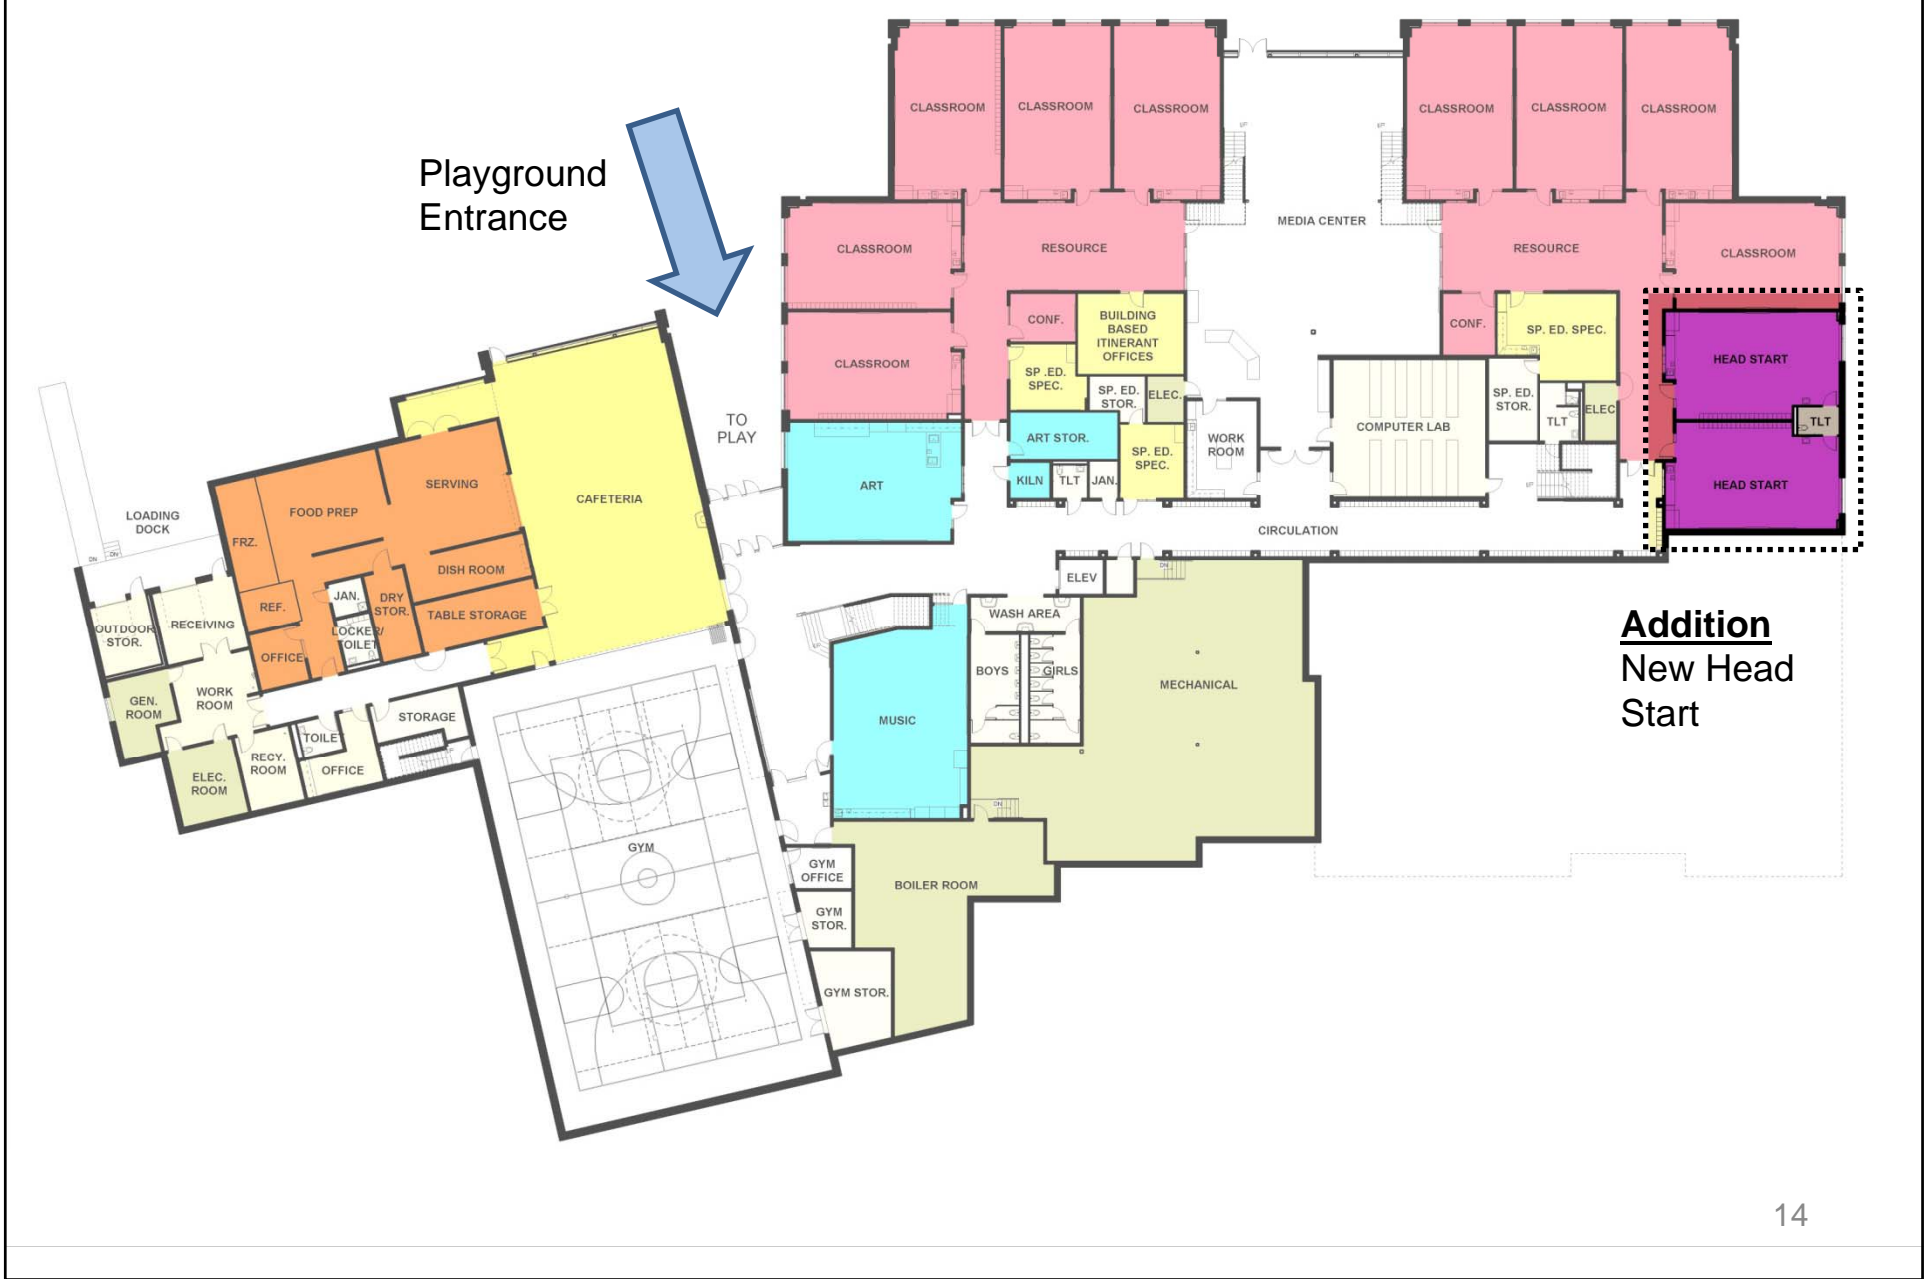 Playground
Entrance
CLASSROOM
CLASSROOM
CLASSROOM
CLASSROOM
CLASSROOM
CLASSROOM
CLASSROOM
RESOURCE
MEDIA CENTER
RESOURCE
CLASSROOM
CLASSROOM
CONF.
BUILDING
BASED
ITINERANT
OFFICES
CONF.
SP. ED. SPEC.
HEAD START
SP .ED.
SPEC.
SP. ED.
STOR.
ELEC.
SP. ED.
STOR.
TLT
ELEC
TLT
TO
PLAY
ART STOR.
WORK
ROOM
COMPUTER LAB
SP. ED.
SPEC.
ART
KILN
TLT
JAN.
HEAD START
CIRCULATION
SERVING
CAFETERIA
FOOD PREP
LOADING
DOCK
FRZ.
DN
DN
DISH ROOM
JAN.
DRY
STOR.
REF.
TABLE STORAGE
OUTDOOR
STOR.
RECEIVING
LOCKER/
TOILET
OFFICE
ELEV
DN
WASH AREA
BOYS
GIRLS
MECHANICAL
MUSIC
GEN.
ROOM
WORK
ROOM
STORAGE
TOILET
RECY.
ROOM
OFFICE
ELEC.
ROOM
DN
GYM
GYM
OFFICE
BOILER ROOM
GYM
STOR.
GYM STOR.
Addition
New Head
Start
14